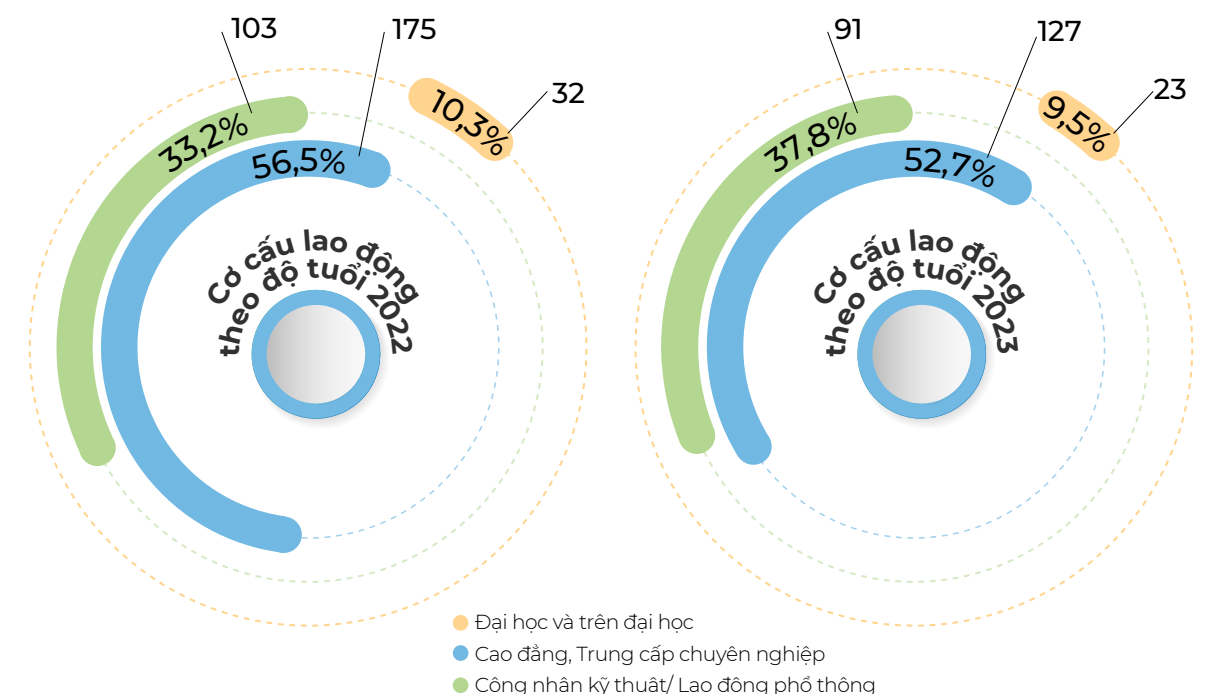 103
175
32
10,3%
33,2%
56,5%
Cơ cấu lao động
theo độ tuổi 2022
91
127
23
9,5%
37,8%
52,7%
Cơ cấu lao động
theo độ tuổi 2023
Đại học và trên đại học
Cao đẳng, Trung cấp chuyên nghiệp
Công nhân kỹ thuật/ Lao động phổ thông